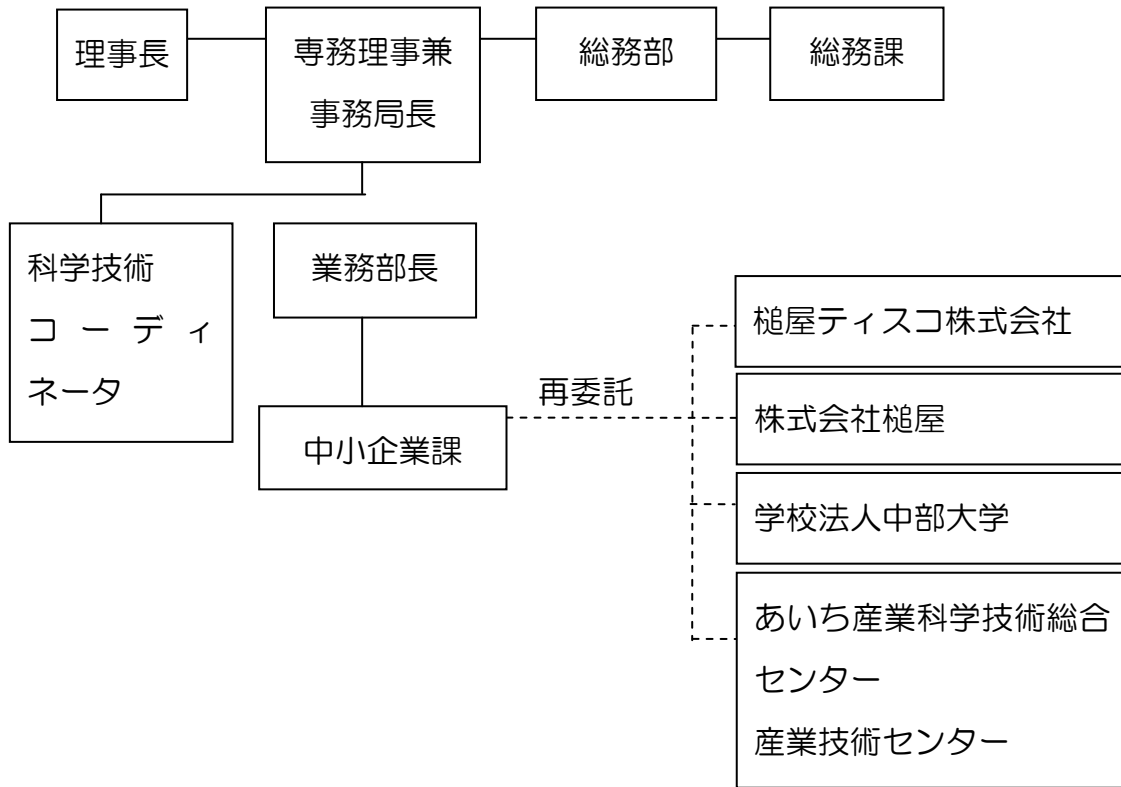 理事長
専務理事兼
事務局長
総務部
総務課
科学技術
コーディ
ネータ
業務部長
中小企業課
再委託
槌屋ティスコ株式会社
株式会社槌屋
学校法人中部大学
あいち産業科学技術総合
センター
産業技術センター